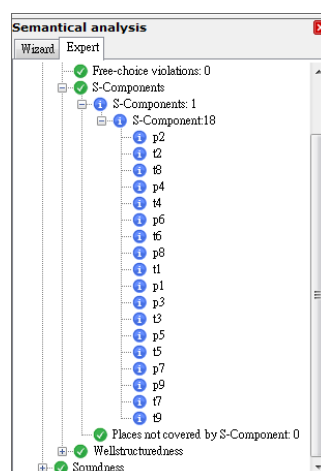 Semantical analysis
Wizard Expert
Free-choice violations: 0
S-Components
S-Components: 1
S-Component:18
p2
t2
t8
p4
t4
p6
t6
p8
t1
p1
p3
t3
p5
t5
p7
p9
t7
t9
Places not covered by S-Component: 0
Wellstructuredness
Soundness